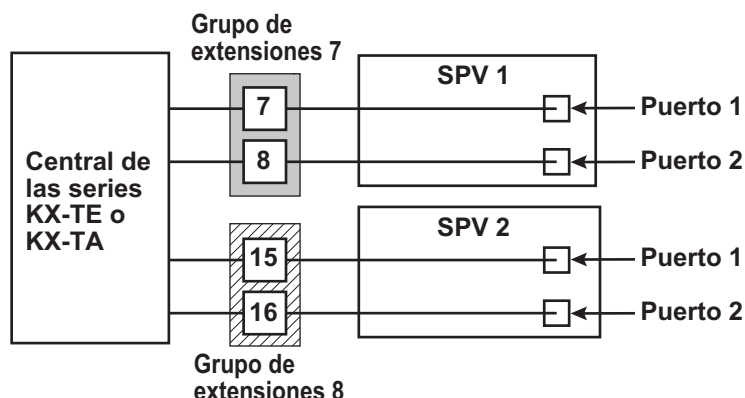 Grupo de
extensiones 7
SPV 1
7
Puerto 1
8
Puerto 2
Central de
las series
KX-TE o
KX-TA
SPV 2
15
Puerto 1
16
Puerto 2
Grupo de
extensiones 8